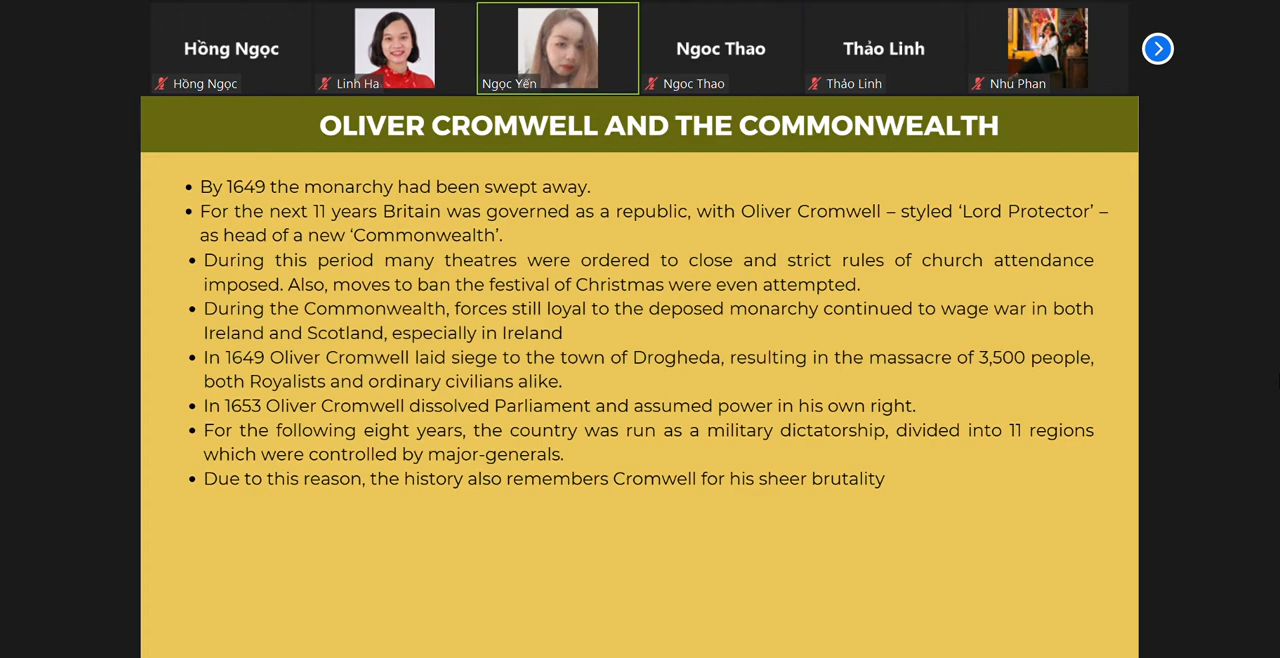 Hồng Ngọc
Ngoc Thao
Thảo Linh
Hồng Ngọc
Linh Ha
Ngọc Yến
Ngoc Thao
Thảo Linh
Nhu Phan
OLIVER CROMWELL AND THE COMMONWEALTH
• By 1649 the monarchy had been swept away.
• For the next 11 years Britain was governed as a republic, with Oliver Cromwell – styled ‘Lord Protector’ –
as head of a new ‘Commonwealth’.
• During this period many theatres were ordered to close and strict rules of church attendance
imposed. Also, moves to ban the festival of Christmas were even attempted.
• During the Commonwealth, forces still loyal to the deposed monarchy continued to wage war in both
Ireland and Scotland, especially in Ireland
• In 1649 Oliver Cromwell laid siege to the town of Drogheda, resulting in the massacre of 3,500 people,
both Royalists and ordinary civilians alike.
• In 1653 Oliver Cromwell dissolved Parliament and assumed power in his own right.
• For the following eight years, the country was run as a military dictatorship, divided into 11 regions
which were controlled by major-generals.
• Due to this reason, the history also remembers Cromwell for his sheer brutality